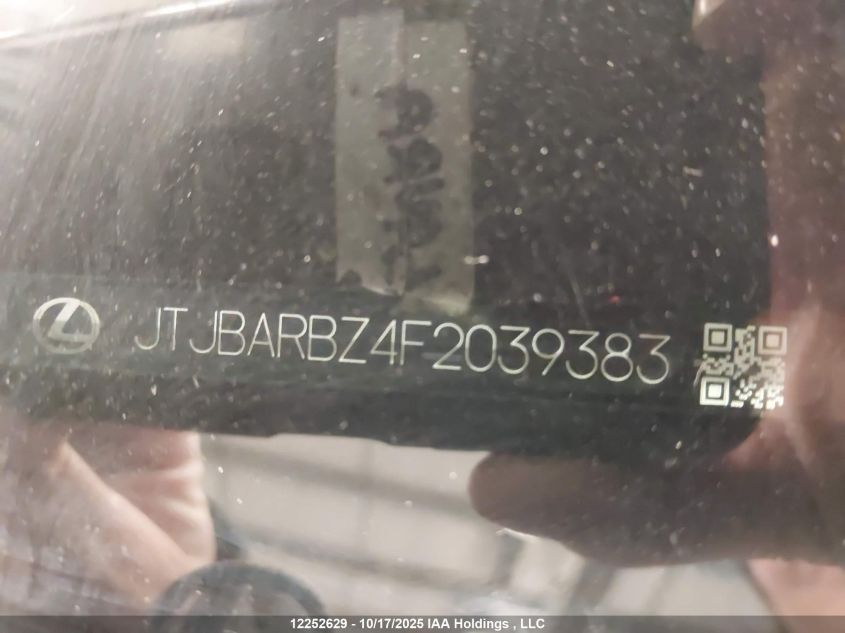 JTJBARBZ4F2039383
12252629 - 10/17/2025 IAA Holdings , LLC